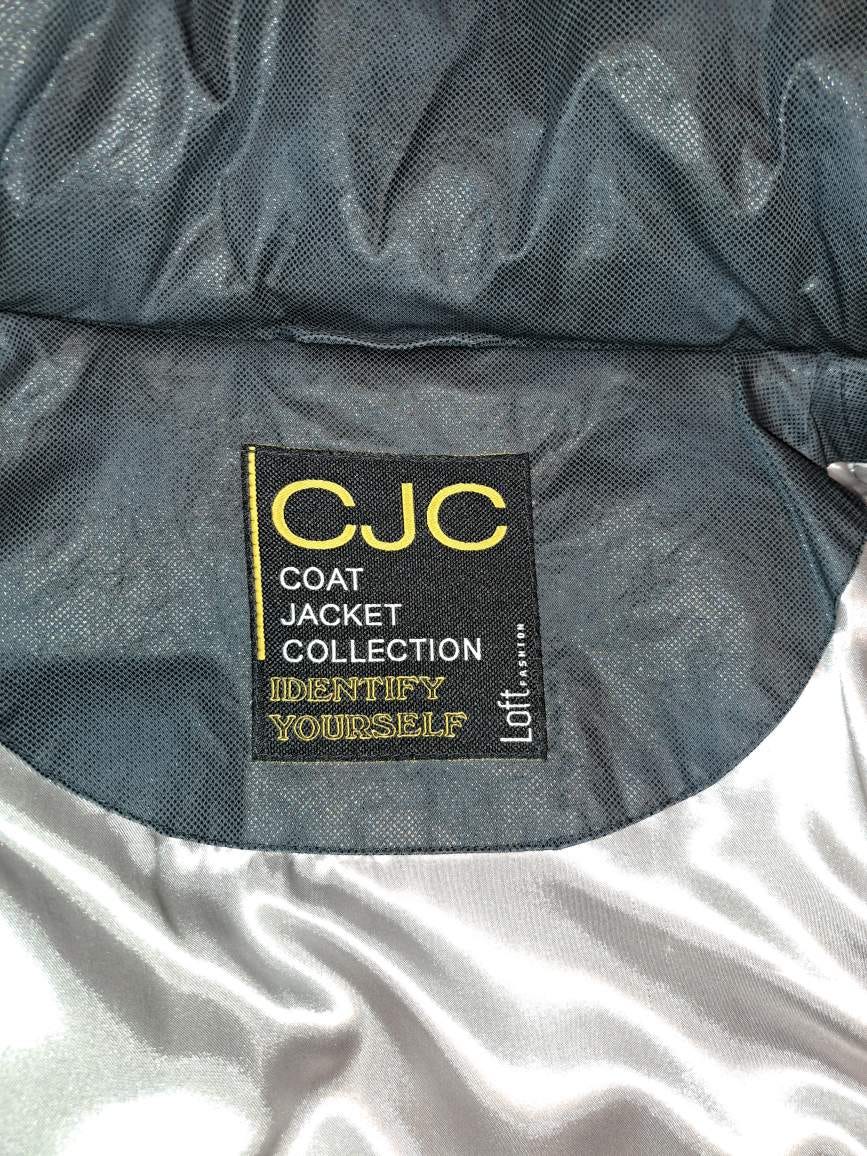 CJC
COAT
JACKET
COLLECTION
IDENTIFY
YOURSELF
Loft FASHION